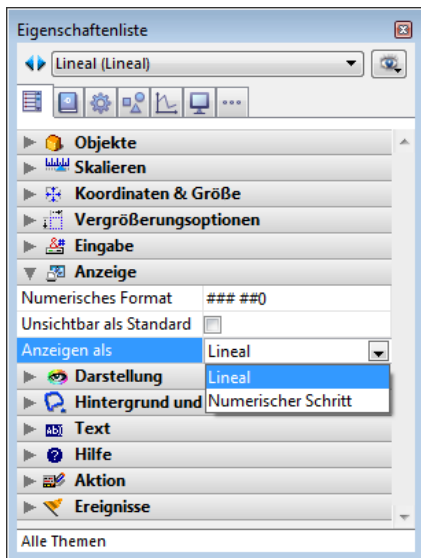 Eigenschaftenliste
Lineal (Lineal)
Objekte
Skalieren
Koordinaten & Größe
Vergrößerungsoptionen
Eingabe
Anzeige
Numerisches Format ### ##0
Unsichtbar als Standard
Anzeigen als Lineal
Lineal
Numerischer Schritt
Darstellung
Hintergrund und
Text
Hilfe
Aktion
Ereignisse
Alle Themen